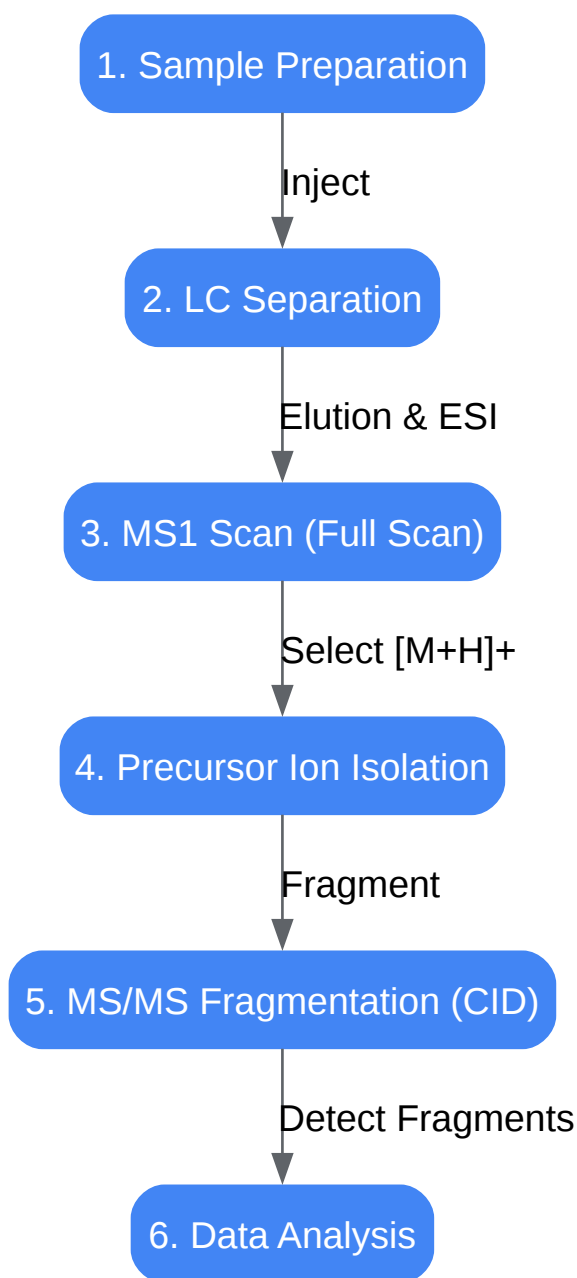 1. Sample Preparation
Inject
2. LC Separation
Elution & ESI
3. MS1 Scan (Full Scan)
Select [M+H]+
4. Precursor Ion Isolation
Fragment
5. MS/MS Fragmentation (CID)
Detect Fragments
6. Data Analysis